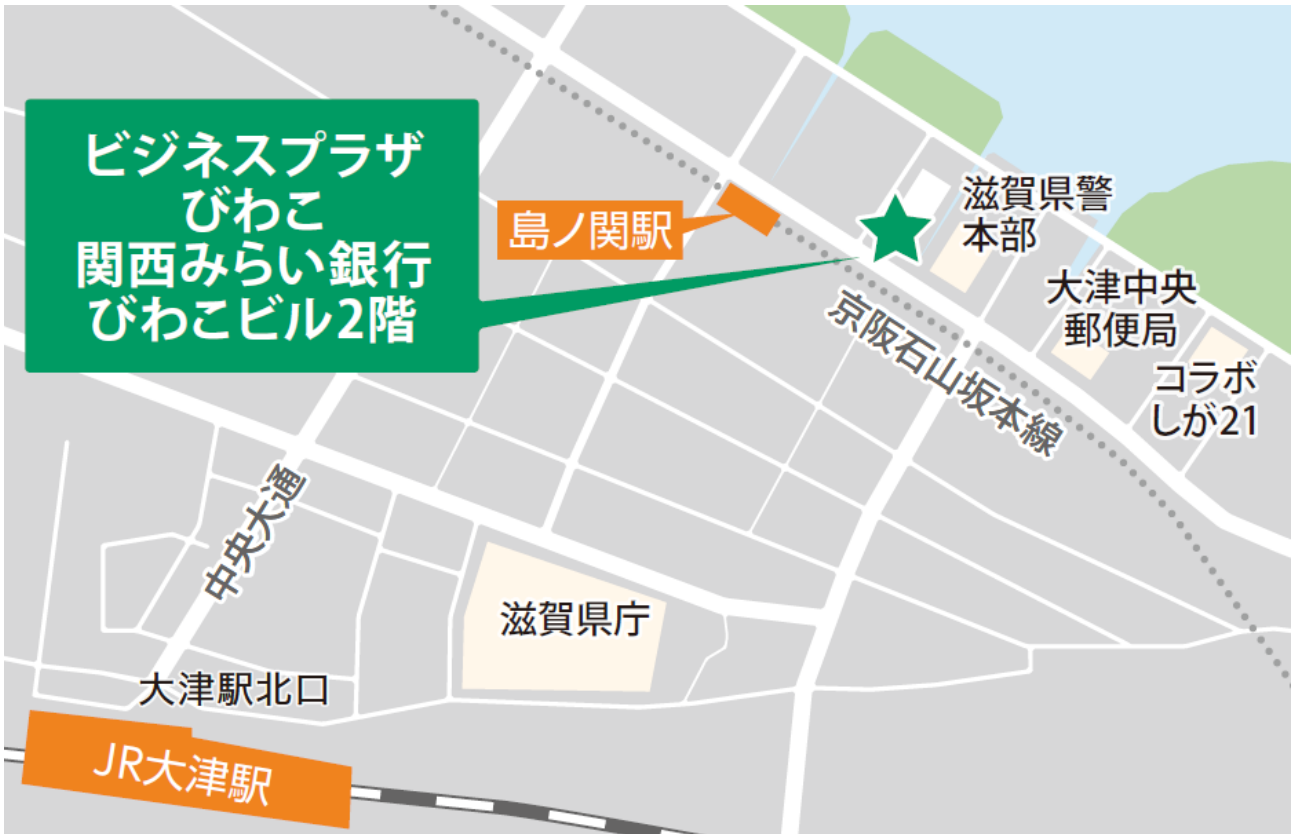 ビジネスプラザ
びわこ
関西みらい銀行
びわこビル2階
島ノ関駅
滋賀県警
本部
大津中央
郵便局
コラボ
しが21
京阪石山坂本線
中央大通
滋賀県庁
大津駅北口
JR大津駅